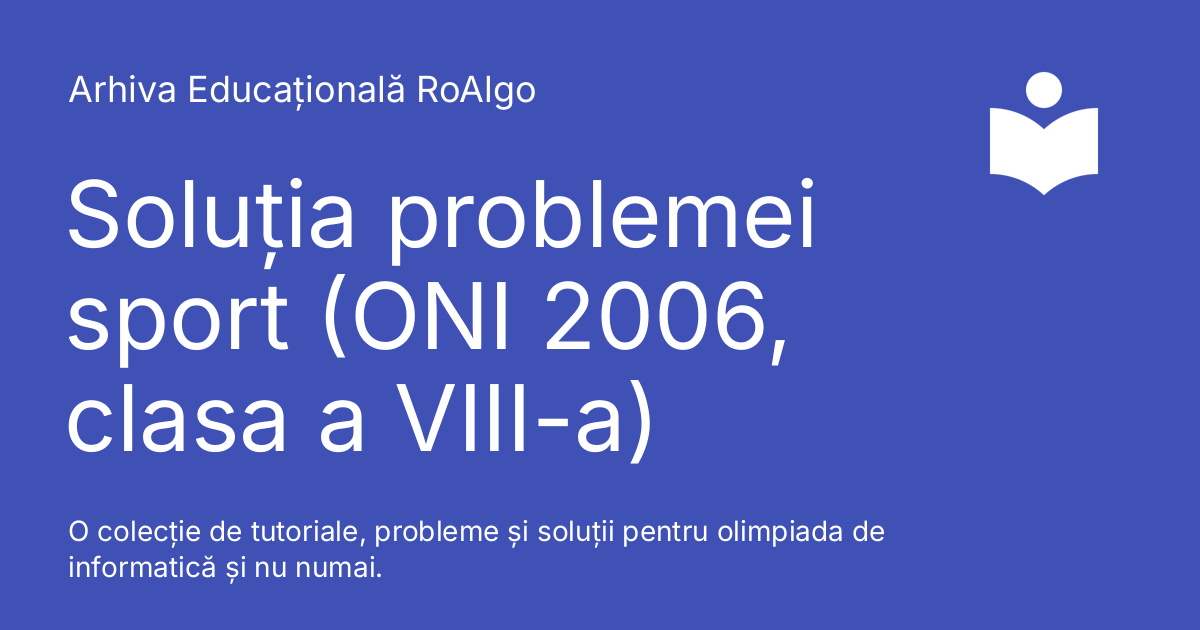 Arhiva Educațională RoAlgo
Soluția problemei
sport (ONI 2006,
clasa a VIII-a)
O colecție de tutoriale, probleme și soluții pentru olimpiada de
informatică și nu numai.